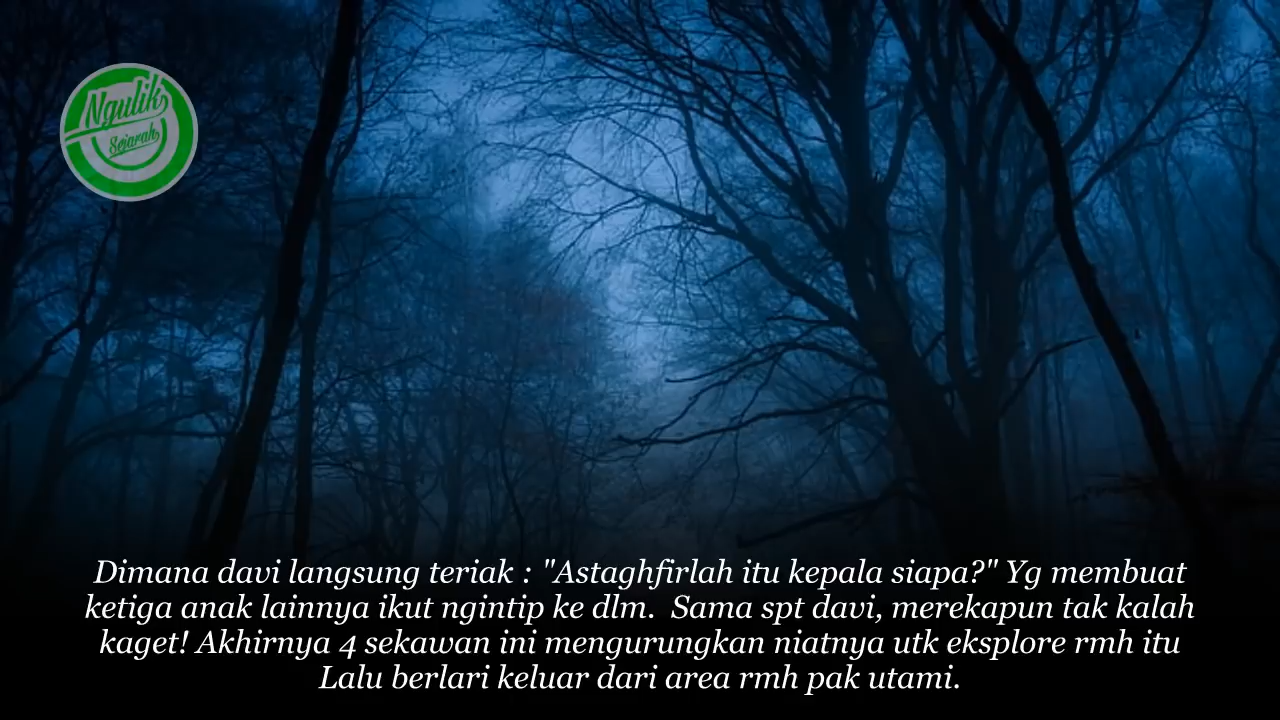 Ngulik
Sejarah
Dimana davi langsung teriak : "Astaghfirlah itu kepala siapa?" Yg membuat
ketiga anak lainnya ikut ngintip ke dlm.  Sama spt davi, merekapun tak kalah
kaget! Akhirnya 4 sekawan ini mengurungkan niatnya utk eksplore rmh itu
Lalu berlari keluar dari area rmh pak utami.